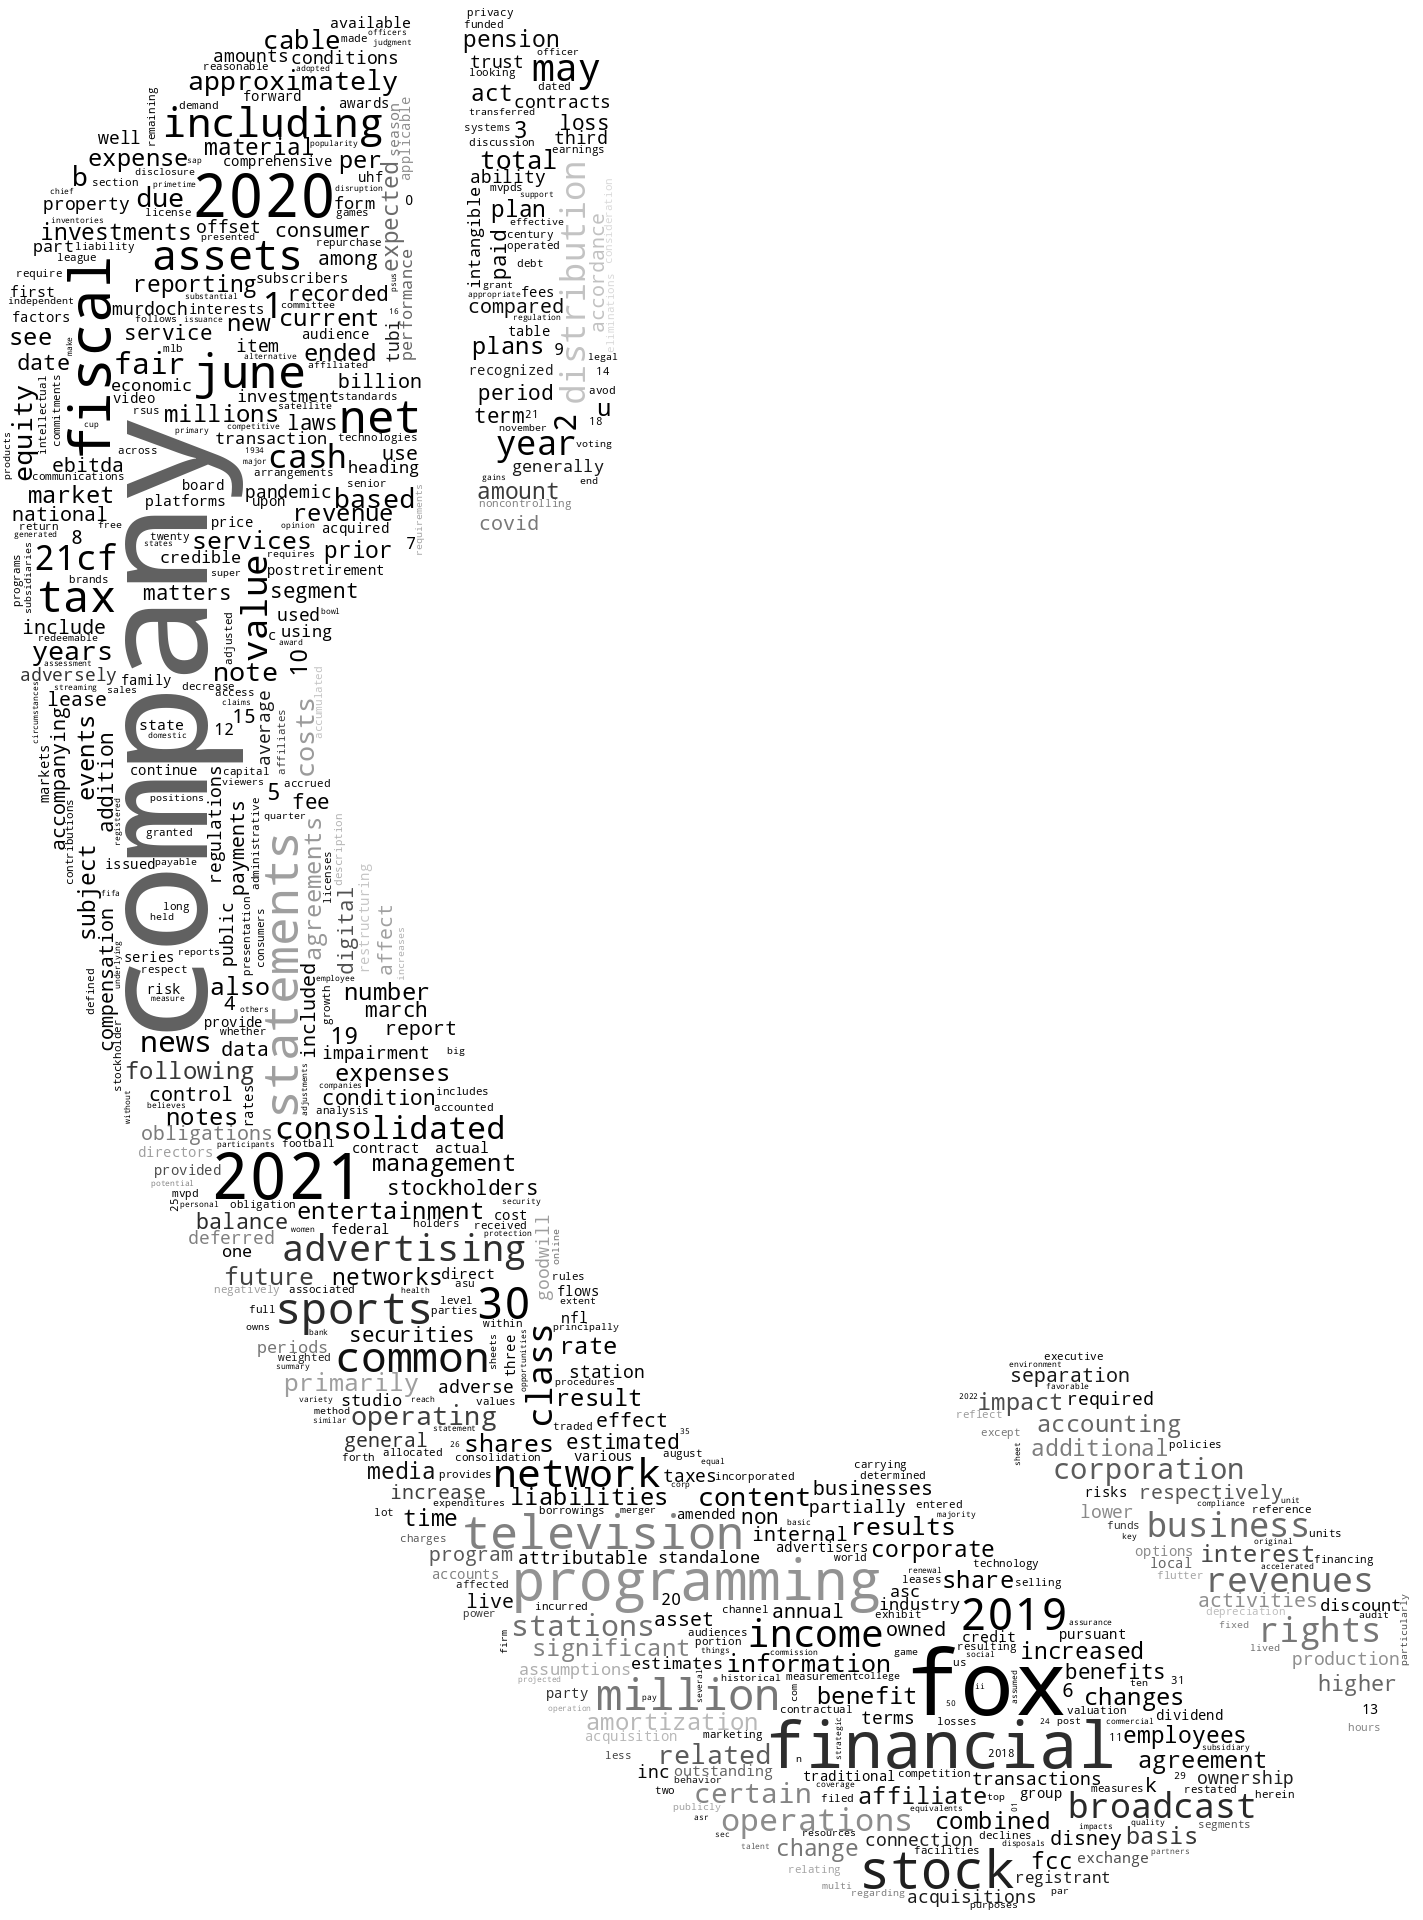 available
privacy
funded
cable made officers judgment
pension
officer
amounts conditions
trust may
reasonable adopted
looking
approximately
act dated
forward
contracts
demand awards
remaining including season applicable
transferred
loss
well material popularity
systems 3 third
discussion earnings
expense sap comprehensive per
total
disclosure
b section primetime uhf
ability
chief 2020 disruption
mvpds support
property due form 0
intangible plan distribution
license games expected
inventories
effective
investments offset consumer
century
presented
paid operated accordance consideration
part liability assets repurchase
among
league
debt
require reporting subscribers psus
grant
first fiscal substantial recorded
appropriate fees eliminations
independent murdoch interests 1 committee 16
compared
factors follows issuance new current performance
regulation
see service audience tubi
table
make mlb item ended
plans 9
date fair alternative affiliated
legal
june billion
recognized 14
economic investment standards
period avod
equity intellectual commitments video satellite
rsus millions laws net
term 21 2 u
primary competitive
18
cup transaction technologies
november
products across 1934 cash use
year voting
ebitda major heading
generally
communications arrangements
gains
board senior
end
market platforms pandemic based
amount
upon
noncontrolling
national revenue requirements
return free price opinion acquired
covid
generated 8 twenty services 7
states
21cf credible requires prior
programs subsidiaries brands super postretirement
tax matters value segment
used bowl
include adjusted c using
redeemable award
years note 10
assessment
adversely family
streaming sales decrease access accumulated
circumstances lease claims
company
accompanying events state 15 average affiliates costs
domestic 12
markets addition continue capital
viewers accrued
positions regulations 5 fee
contributions registered granted payments administrative quarter
statements agreements description
issued payable
subject fifa licenses restructuring
long
held public presentation consumers digital affect increases
compensation underlying series reports
respect
defined risk also employee number
measure
4 others included growth march
stockholder provide whether 19 report
news data impairment big
following expenses
companies
control rates adjustments condition includes
without believes
notes analysis accounted
obligations consolidated
participants football
directors contract actual
provided 2021 management
potential
mvpd stockholders
25 personal obligation security
entertainment cost
balance women federal holders received
deferred protection
one advertising goodwill online
future networks direct rules
asu
negatively associated health flows
full sports level 30 extent
parties
owns bank within nfl
securities principally
periods sheets three rate
weighted common executive
summary opportunities environment
station separation
primarily adverse favorable
procedures
variety studio reach values class result 2022 impact required
method operating reflect
similar statement traded effect accounting
general except
26 shares estimated 35 additional policies
forth allocated consolidation various august equal sheet
carrying
media provides network taxes incorporated determined corporation
corp businesses
increase liabilities content risks respectively unit
expenditures partially entered compliance
lot time borrowings merger amended non lower reference
basic majority
television internal results funds business units
charges key original
program attributable standalone advertisers corporate options interest financing
world local accelerated
accounts programming technology
renewal flutter revenues
affected leases share selling
live asc activities discount
20 channel annual industry
power incurred asset exhibit 2019 depreciation audit
firm stations audiences income owned assurance fixed rights particularly
portion credit pursuant
significant things commission game resulting increased lived
estimates information us social production
assumptions historical measurement college fox benefits
projected ten 31 higher
party million several com benefit ii assumed 6 changes
pay 50
operation contractual valuation 13
amortization terms losses 24 post commercial dividend
acquisition marketing strategic hours
financial 11 employees
less related n 2018 subsidiary
inc outstanding agreement
behavior traditional competition transactions 29 ownership
two certain coverage affiliate measures k restated
filed top group herein
publicly equivalents 01 broadcast
asr operations combined impacts quality segments
sec resources connection declines disney basis
talent change facilities disposals partners
relating stock fcc exchange
registrant
multi regarding acquisitions par
purposes